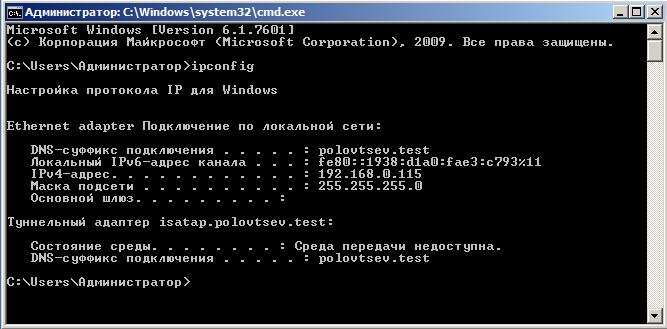 Администратор: C:\Windows\system32\cmd.exe
Microsoft Windows [Version 6.1.7601]
(c) Корпорация Майкрософт (Microsoft Corporation), 2009. Все права защищены.
C:\Users\Администратор>ipconfig
Настройка протокола IP для Windows
Ethernet adapter Подключение по локальной сети:
DNS-суффикс подключения . . . . . : polovtsev.test
Локальный IPv6-адрес канала . . . : fe80::1938:d1a0:fae3:c793%11
IPv4-адрес. . . . . . . . . . . . : 192.168.0.115
Маска подсети . . . . . . . . . . : 255.255.255.0
Основной шлюз. . . . . . . . . :
Туннельный адаптер isatap.polovtsev.test:
Состояние среды. . . . . . . . : Среда передачи недоступна.
DNS-суффикс подключения . . . . . : polovtsev.test
C:\Users\Администратор>